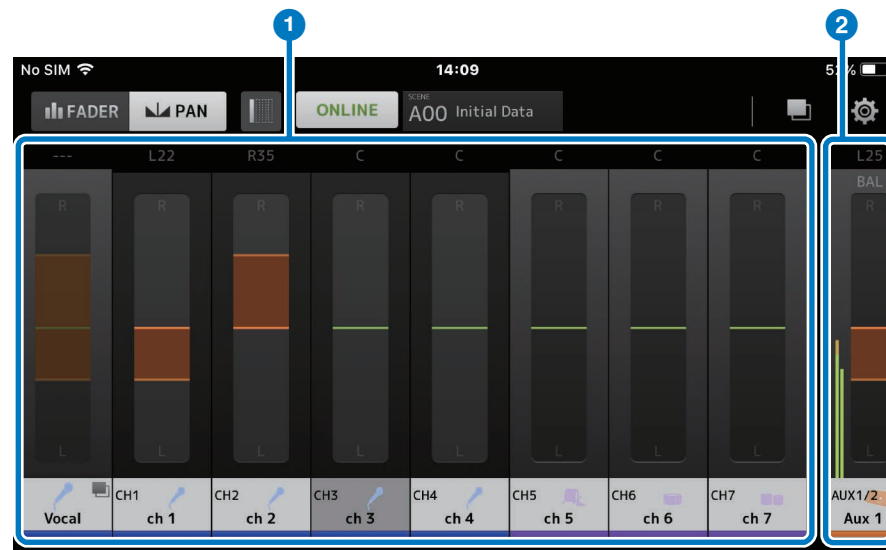 1 2
No SIM 14:09 5 %
FADER PAN ONLINE SCENE A00 Initial Data
--- L22 R35 C C C C C L25
BAL
R R R R R R R R R
L L L L L L L L L
CH1 CH2 CH3 CH4 CH5 CH6 CH7 AUX1/2
Vocal ch 1 ch 2 ch 3 ch 4 ch 5 ch 6 ch 7 Aux 1